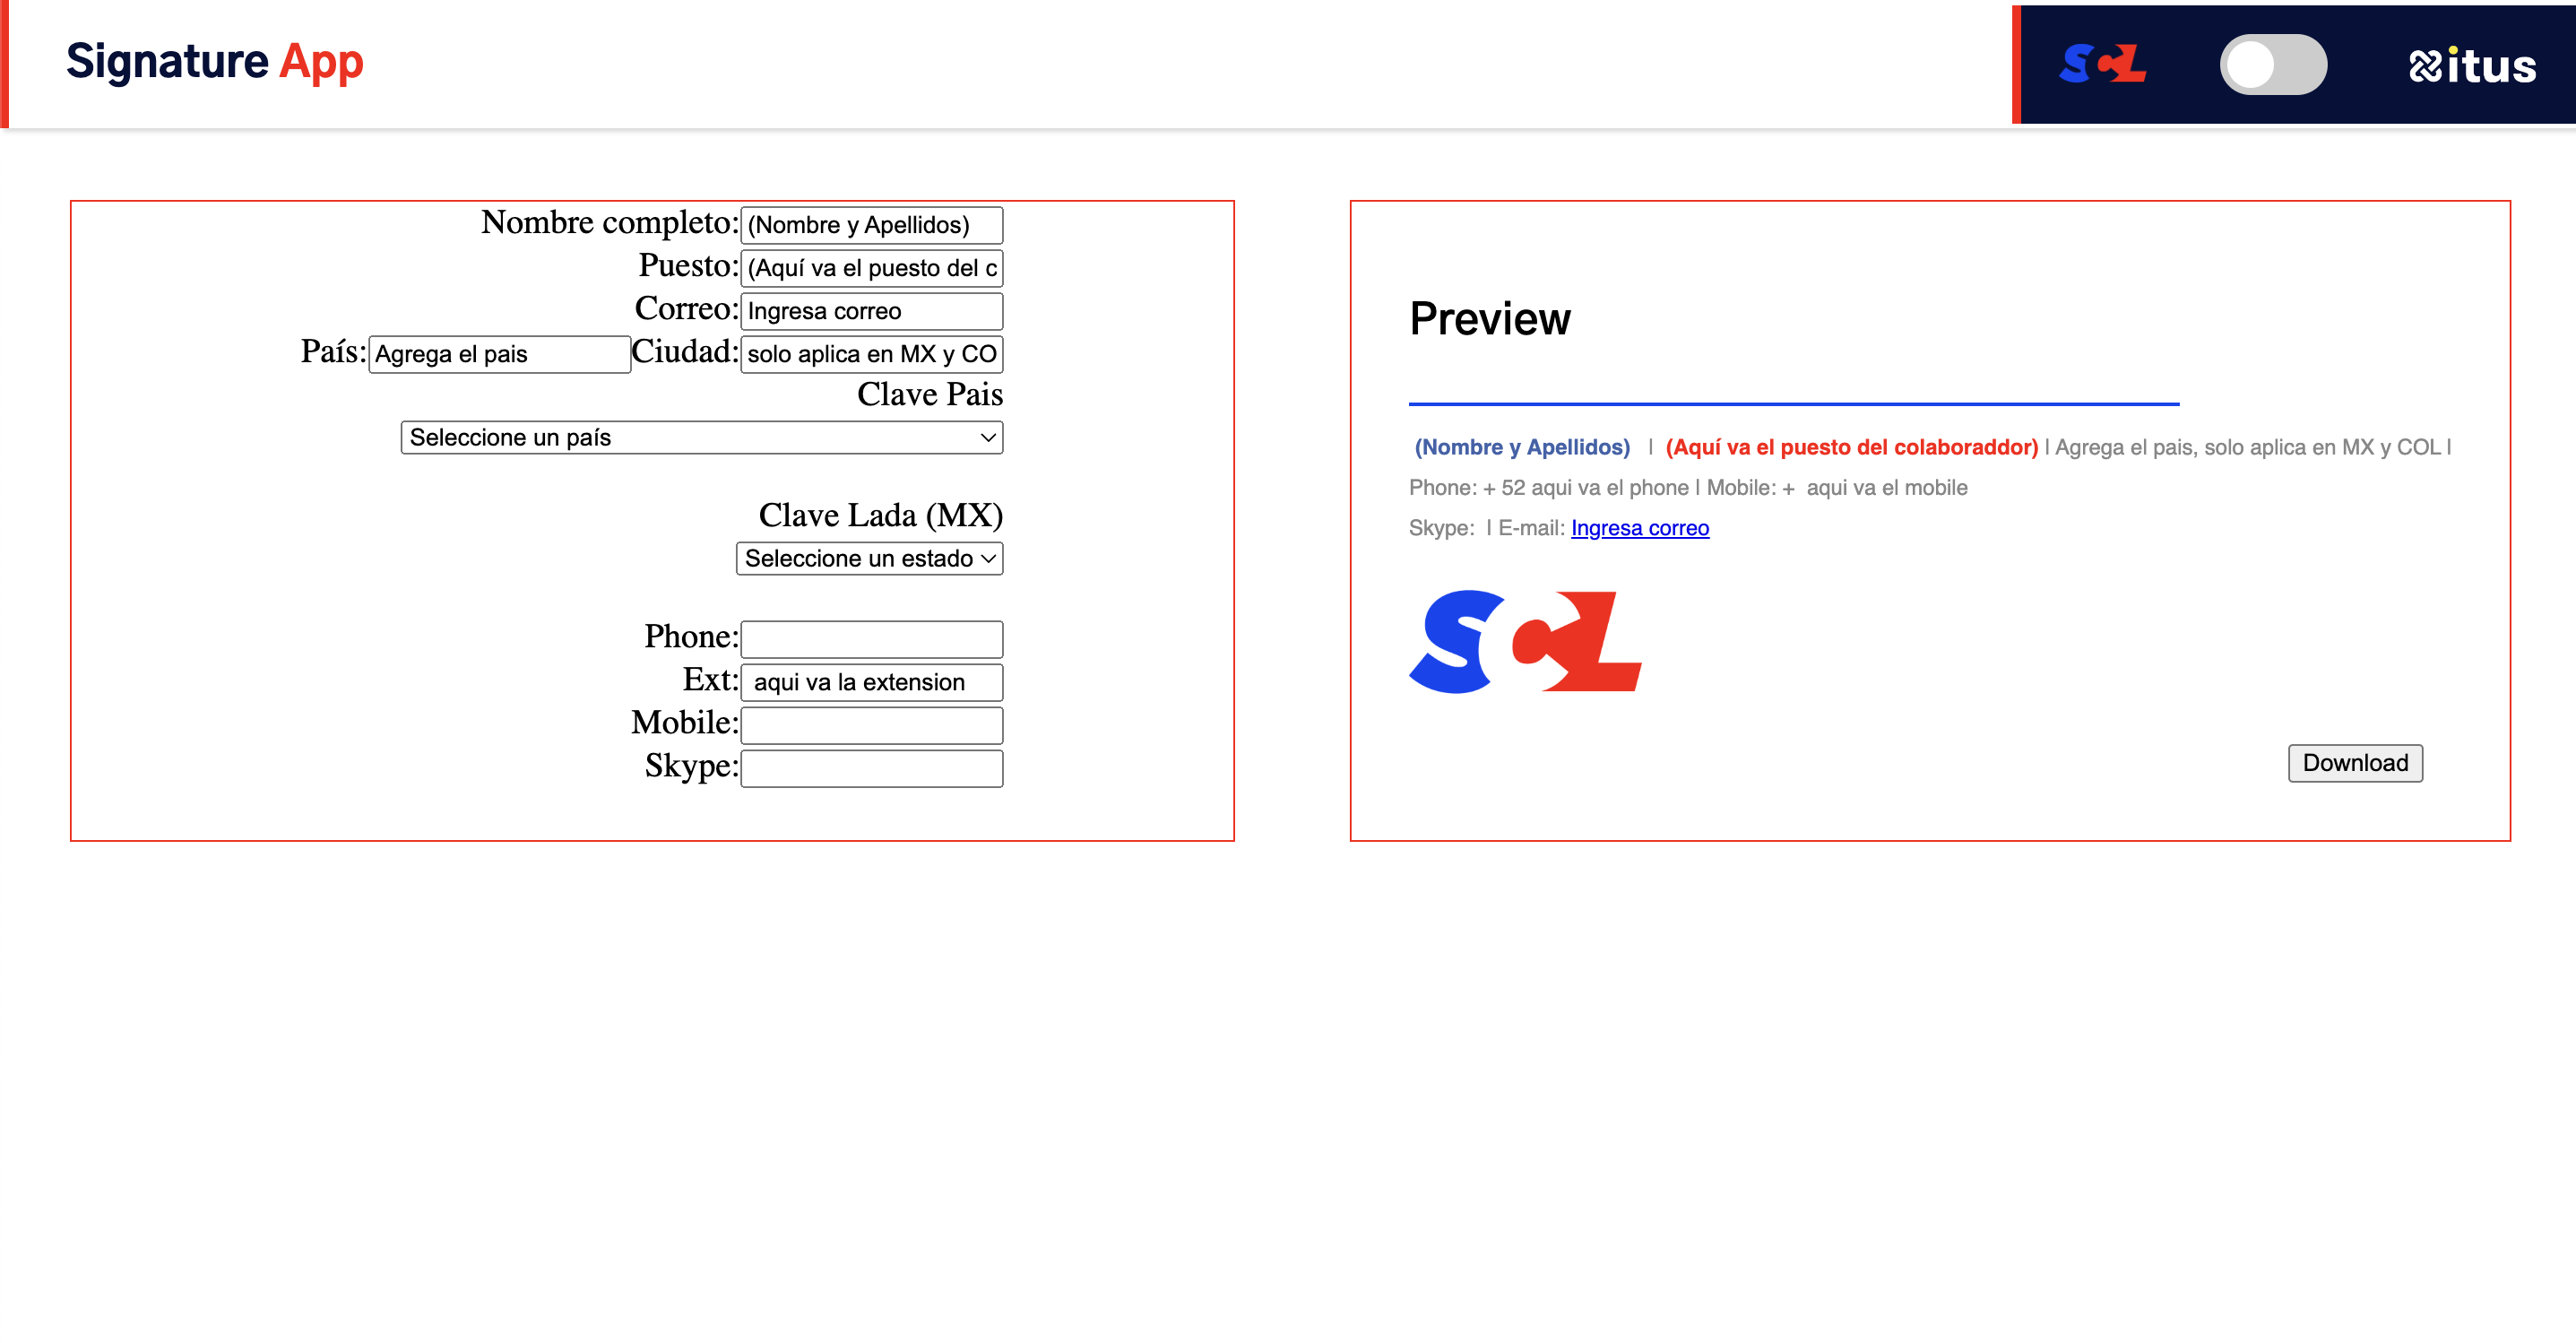 Signature App
SCL
itus
Nombre completo: (Nombre y Apellidos)
Puesto: (Aquí va el puesto del c
Correo: Ingresa correo
País: Agrega el pais Ciudad: solo aplica en MX y CO
Clave Pais
Seleccione un país
Clave Lada (MX)
Seleccione un estado
Phone:
Ext: aqui va la extension
Mobile:
Skype:
Preview
(Nombre y Apellidos) | (Aquí va el puesto del colaboraddor) | Agrega el pais, solo aplica en MX y COL |
Phone: + 52 aqui va el phone | Mobile: + aqui va el mobile
Skype: | E-mail: Ingresa correo
SCL
Download